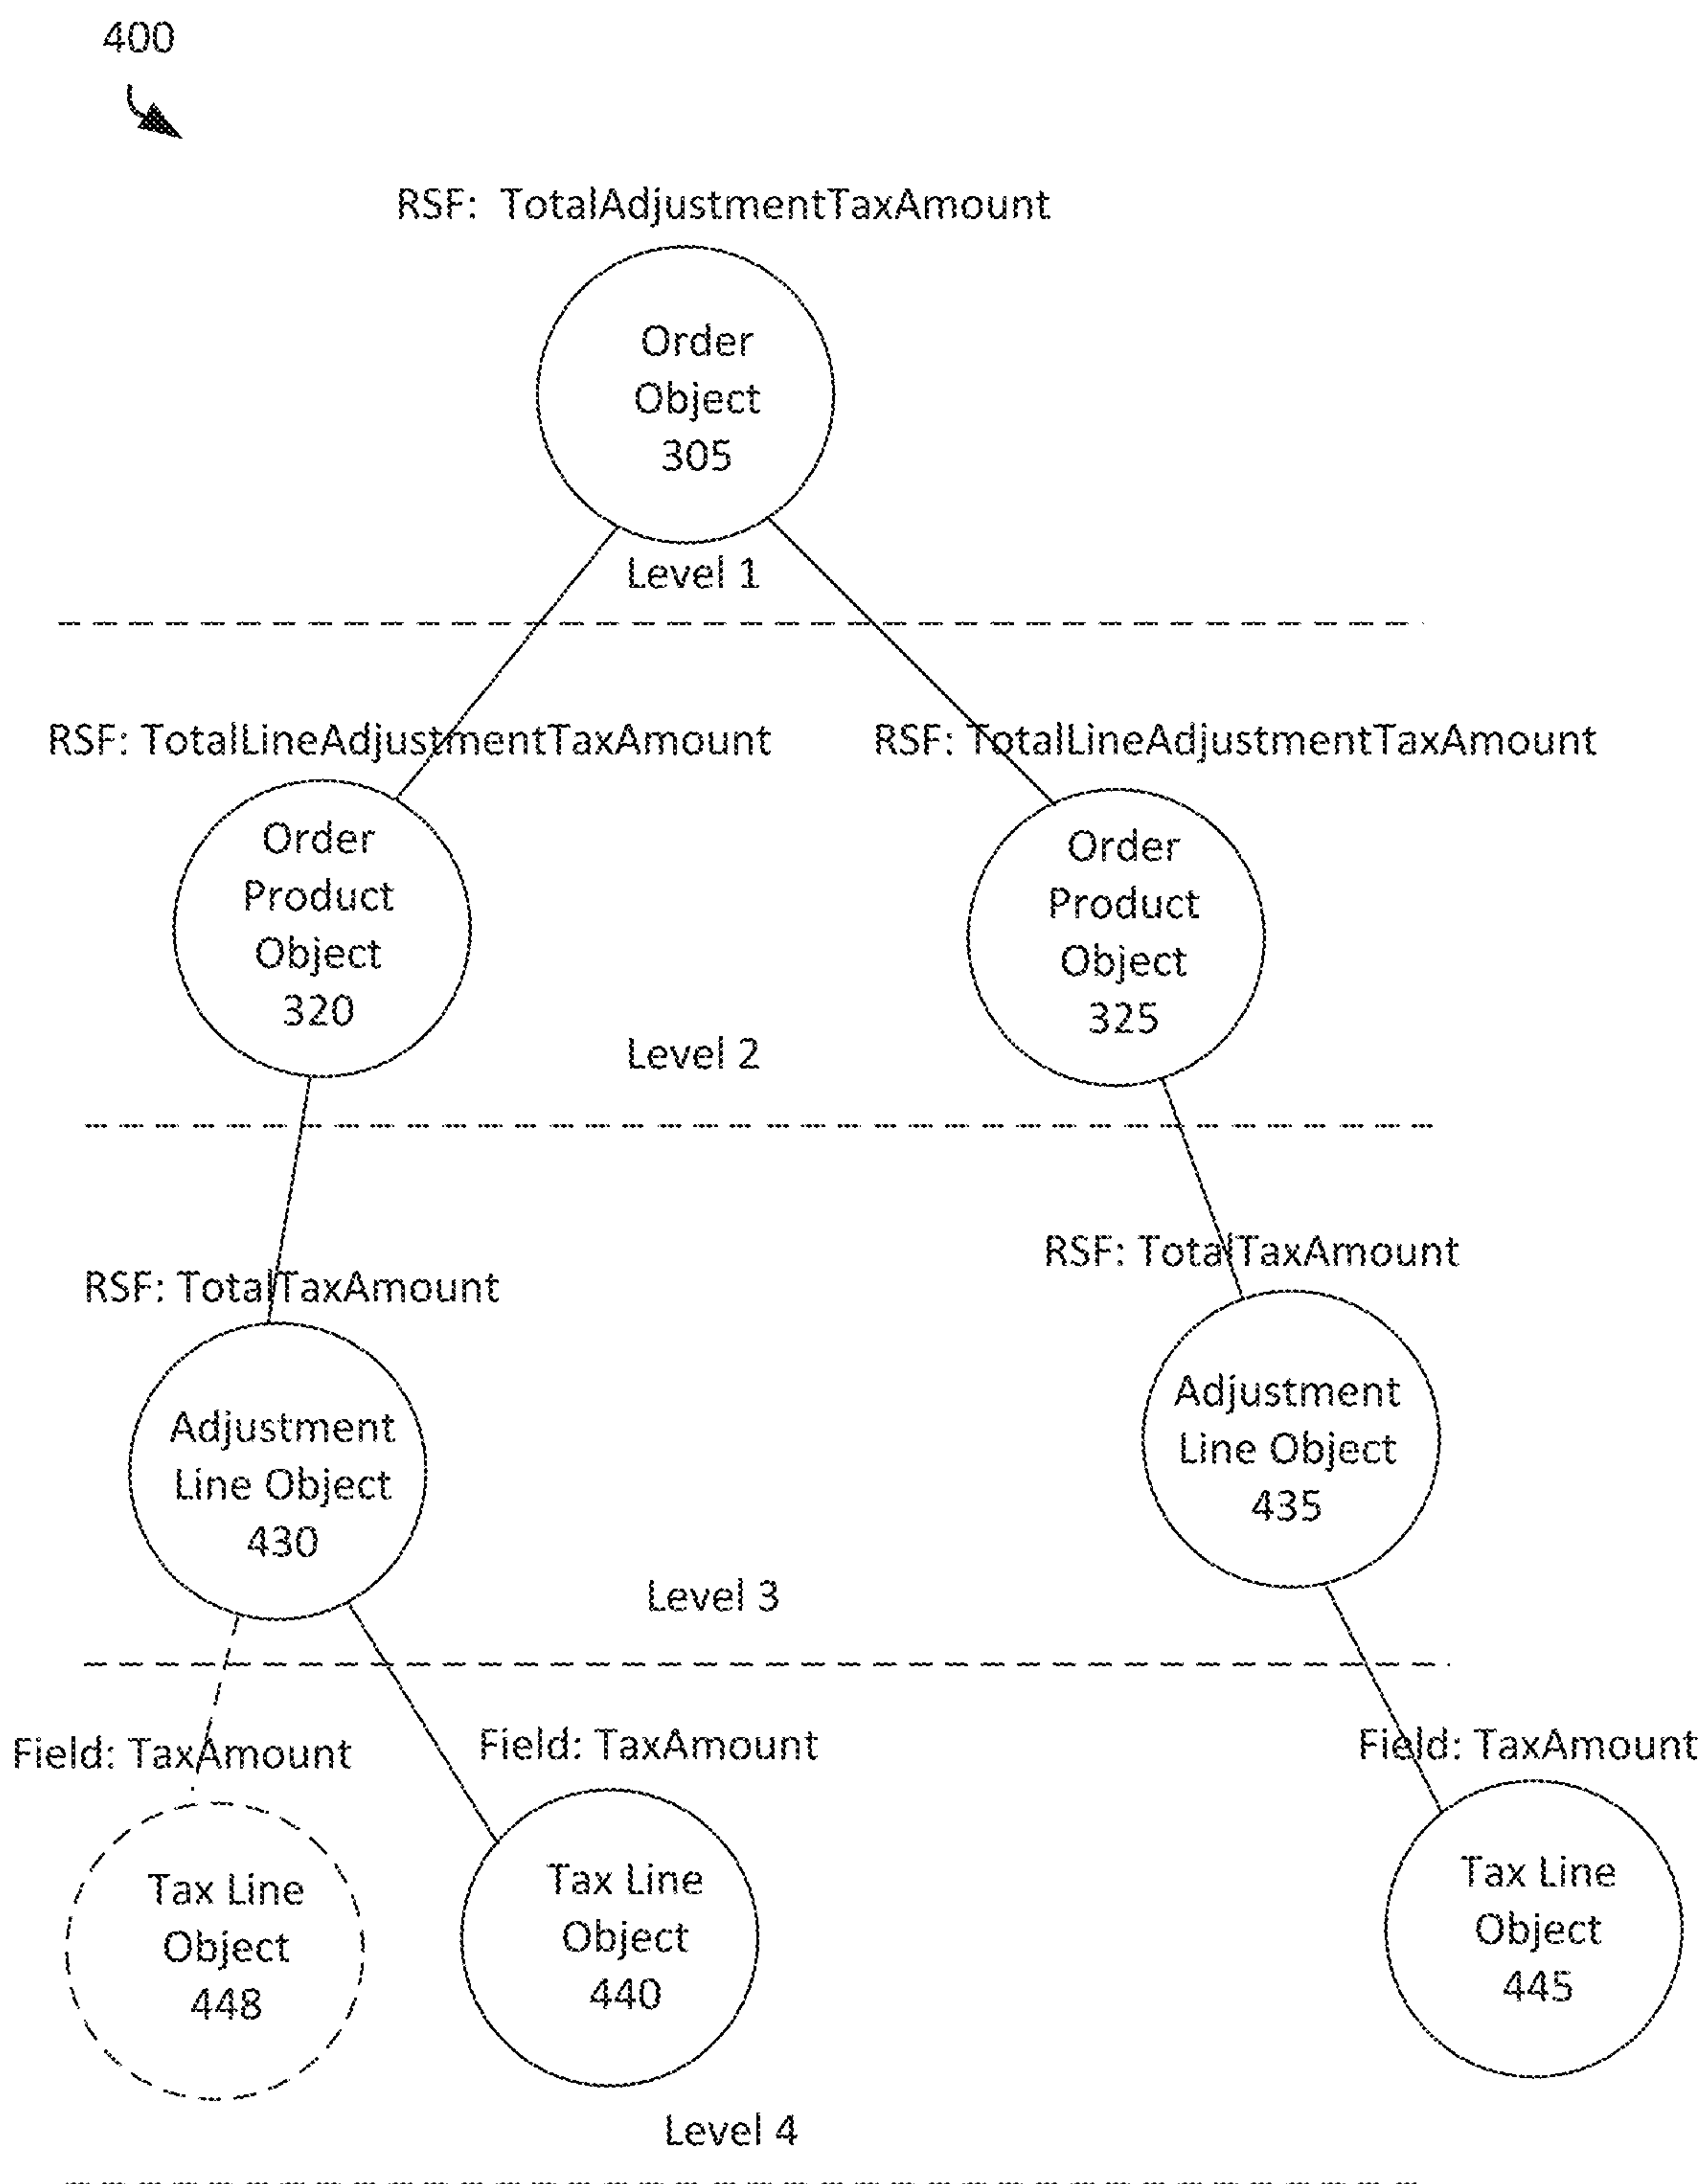 400
RSF: TotalAdjustmentTaxAmount
Order
Object
305
Level 1
RSF: TotalLineAdjustmentTaxAmount
RSF: TotalLineAdjustmentTaxAmount
Order
Product
Object
320
Order
Product
Object
325
Level 2
RSF: TotalTaxAmount
RSF: TotalTaxAmount
Adjustment
Line Object
430
Adjustment
Line Object
435
Level 3
Field: TaxAmount
Field: TaxAmount
Field: TaxAmount
Tax Line
Object
448
Tax Line
Object
440
Tax Line
Object
445
Level 4